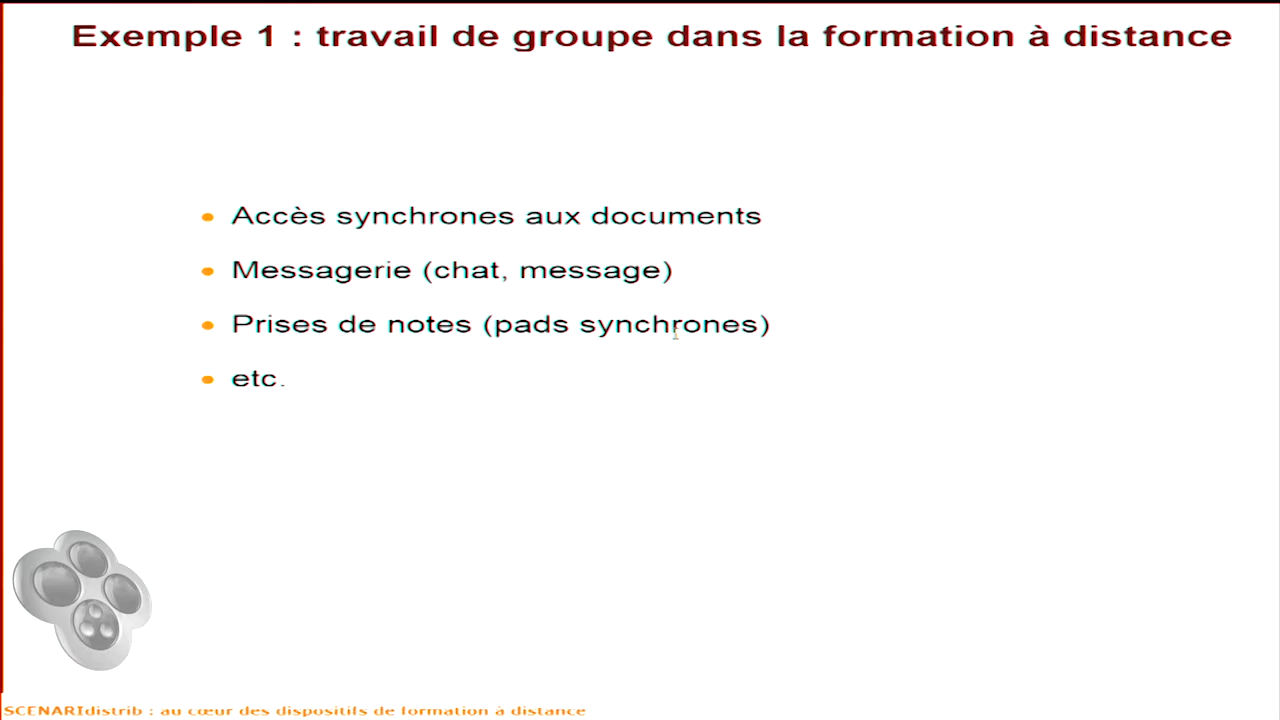 Exemple 1 : travail de groupe dans la formation à distance
Accès synchrones aux documents
Messagerie (chat, message)
Prises de notes (pads synchrones)
etc.
SCENARIdistrib : au cœur des dispositifs de formation à distance